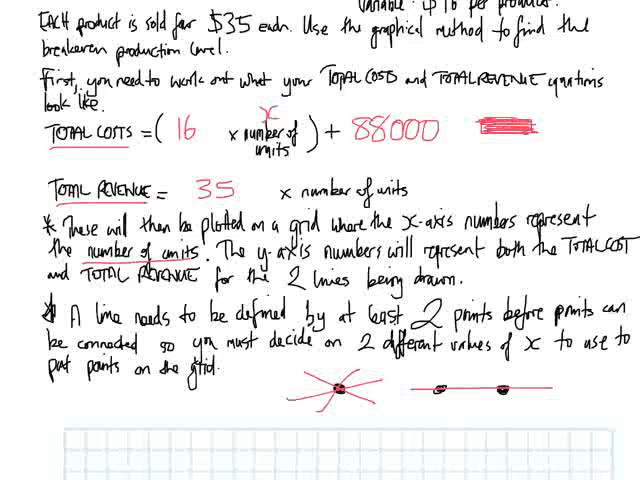 Variable: $16 per product.
EACH product is sold for $35 each. Use the graphical method to find the
breakeven production level.
First, you need to work out what your TOTAL COSTS and TOTAL REVENUE equations
look like.
x
TOTAL COSTS = ( 16 x number of units ) + 88000
TOTAL REVENUE = 35 x number of units
* These will then be plotted on a grid where the x-axis numbers represent
the number of units. The y-axis numbers will represent both the TOTAL COST
and TOTAL REVENUE for the 2 lines being drawn.
* A line needs to be defined by at least 2 points before points can
be connected so you must decide on 2 different values of x to use to
put points on the grid.